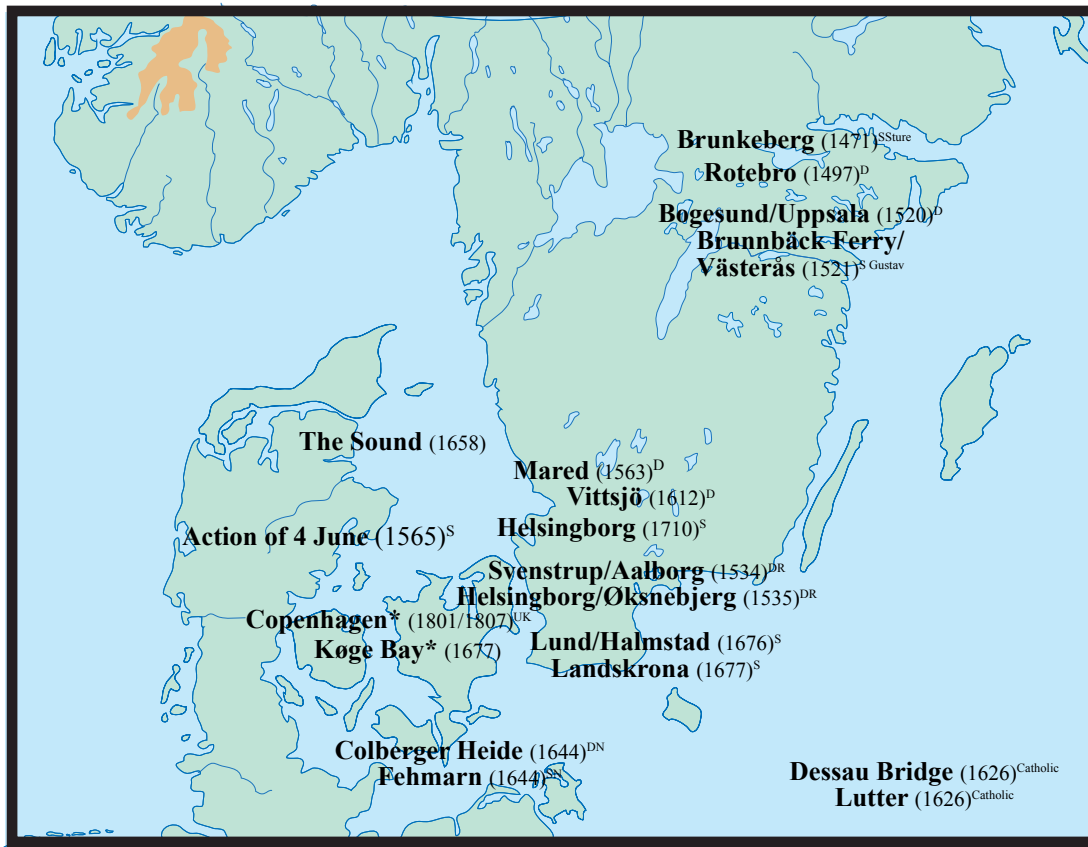 Brunkeberg (1471)SSture
Rotebro (1497)D
Bogesund/Uppsala (1520)D
Brunnbäck Ferry/
Västerås (1521)S Gustav
The Sound (1658)
Mared (1563)D
Vittsjö (1612)D
Helsingborg (1710)S
Action of 4 June (1565)S
Svenstrup/Aalborg (1534)DR
Helsingborg/Øksnebjerg (1535)DR
Copenhagen* (1801/1807)UK
Køge Bay* (1677)
Lund/Halmstad (1676)S
Landskrona (1677)S
Colberger Heide (1644)DN
Fehmarn (1644)SN
Dessau Bridge (1626)Catholic
Lutter (1626)Catholic